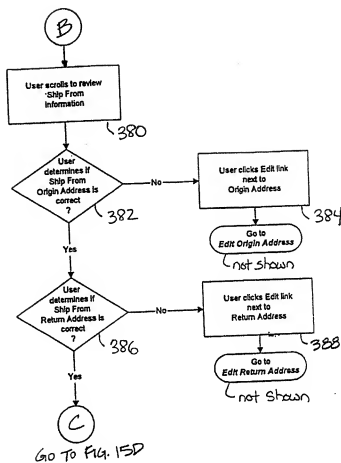 B
User scrolls to review
Ship From
Information
380
User
determines if
Ship From
Origin Address is
correct
?
382
No
User clicks Edit link
next to
Origin Address
384
Go to
Edit Origin Address
not shown
Yes
User
determines if
Ship From
Return Address is
correct
?
386
No
User clicks Edit link
next to
Return Address
388
Go to
Edit Return Address
not shown
Yes
C
GO TO FIG. 15D